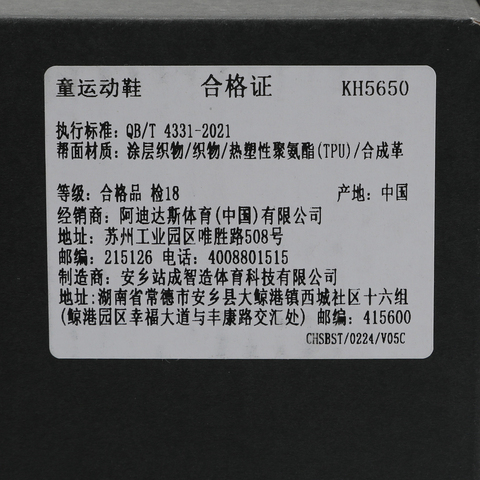 童运动鞋 合格证 KH5650
执行标准: QB/T 4331-2021
帮面材质: 涂层织物/织物/热塑性聚氨酯(TPU)/合成革
等级: 合格品 检18 产地: 中国
经销商: 阿迪达斯体育(中国)有限公司
地址: 苏州工业园区唯胜路508号
邮编: 215126 电话: 4008801515
制造商: 安乡站成智造体育科技有限公司
地址:湖南省常德市安乡县大鲸港镇西城社区十六组
(鲸港园区幸福大道与丰康路交汇处) 邮编: 415600
CHSBST/0224/V05C